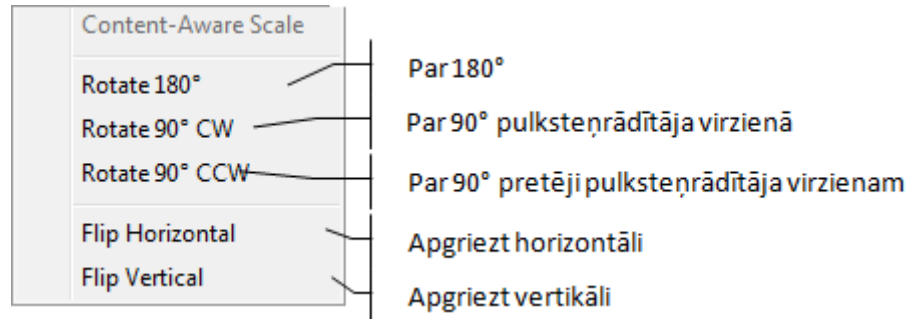 Content-Aware Scale
Rotate 180°
Par 180°
Rotate 90° CW
Par 90° pulksteņrādītāja virzienā
Rotate 90° CCW
Par 90° pretēji pulksteņrādītāja virzienam
Flip Horizontal
Apgriezt horizontāli
Flip Vertical
Apgriezt vertikāli